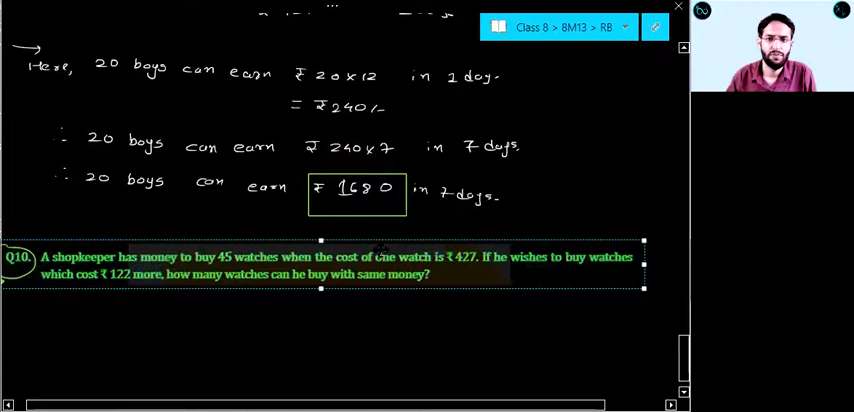 Class 8 > 8M13 > RB
Here, 20 boys can earn ₹ 20 x 12 in 1 day.
= ₹ 240/-
∴ 20 boys can earn ₹ 240 x 7 in 7 days.
∴ 20 boys can earn ₹ 1680 in 7 days.
Q10. A shopkeeper has money to buy 45 watches when the cost of one watch is ₹ 427. If he wishes to buy watches
which cost ₹ 122 more, how many watches can he buy with same money?